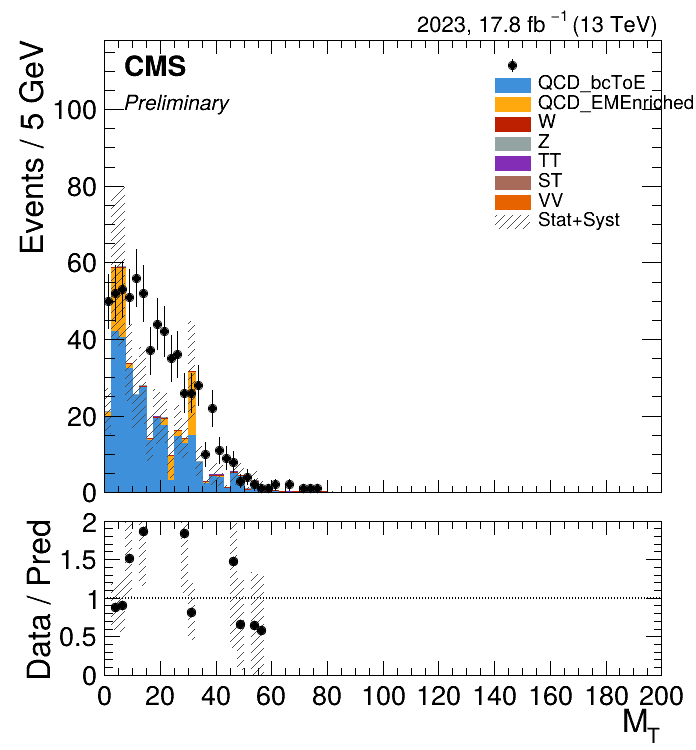 2023, 17.8 fb⁻¹ (13 TeV)
Events / 5 GeV
CMS
Preliminary
QCD_bcToE
QCD_EMEnriched
W
Z
TT
ST
VV
Stat+Syst
100
80
60
40
20
0
Data / Pred
2
1.5
1
0.5
0
0 20 40 60 80 100 120 140 160 180 200
M_T